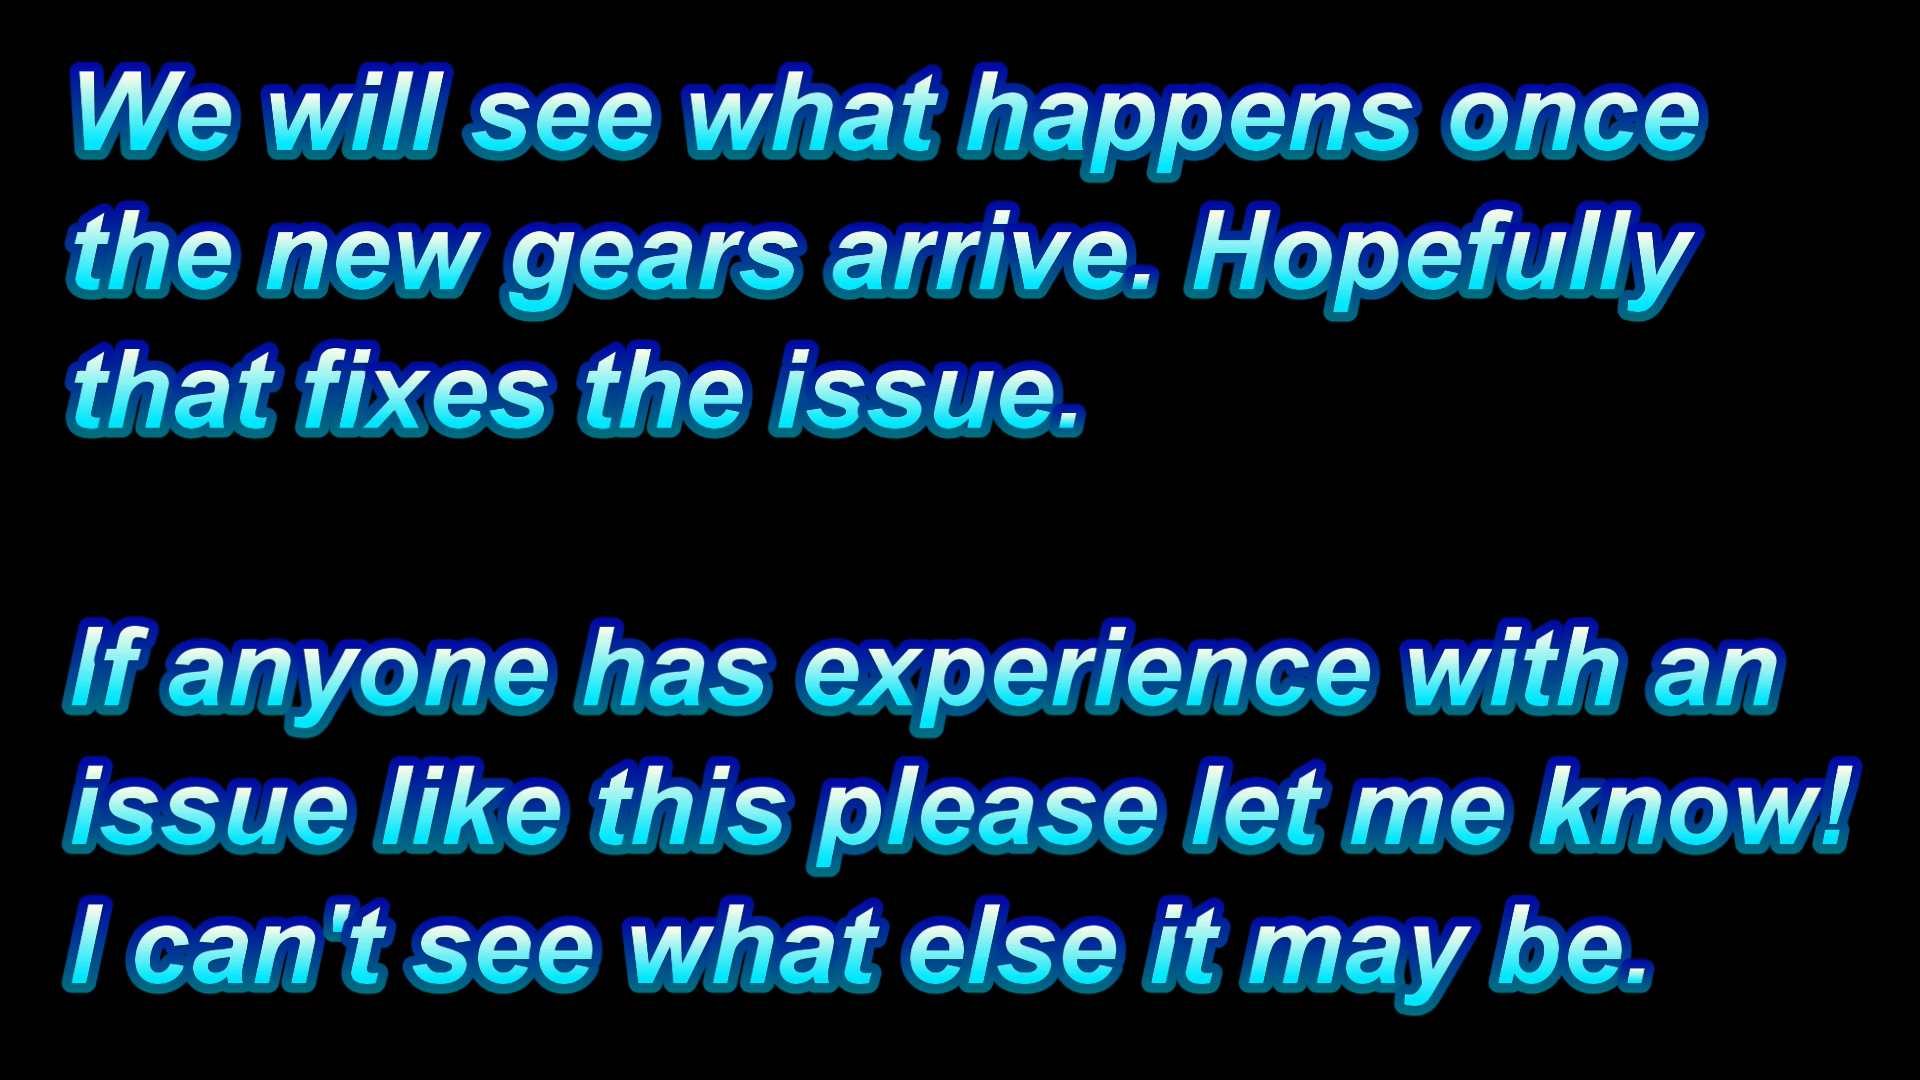 We will see what happens once
the new gears arrive. Hopefully
that fixes the issue.
If anyone has experience with an
issue like this please let me know!
I can't see what else it may be.